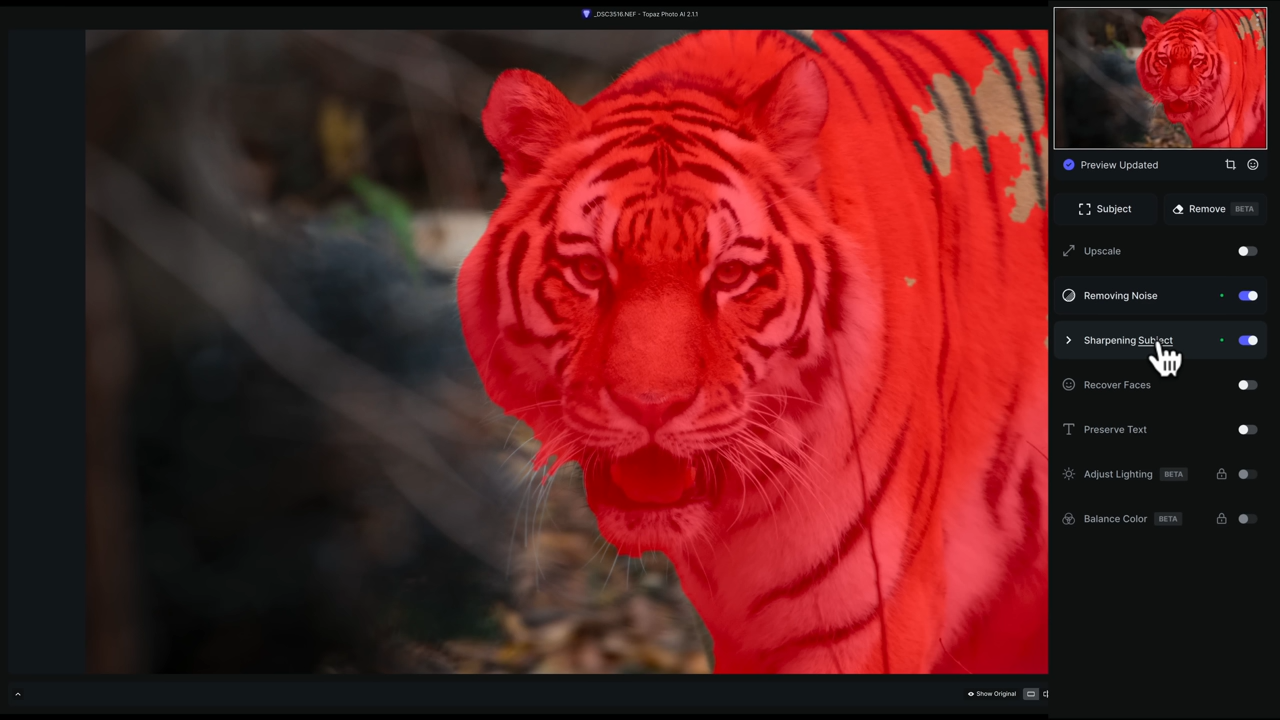 _DSC3516.NEF - Topaz Photo AI 2.1.1
Preview Updated
Subject
Remove BETA
Upscale
Removing Noise
Sharpening Subject
Recover Faces
Preserve Text
Adjust Lighting BETA
Balance Color BETA
Show Original